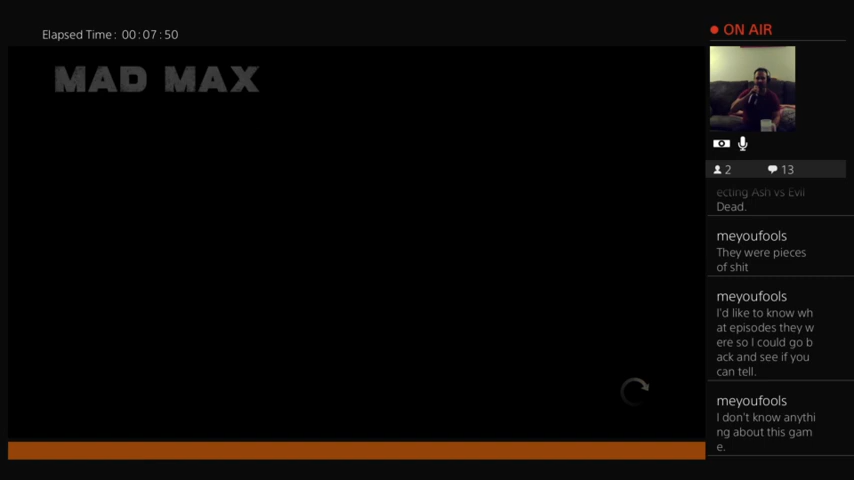 Elapsed Time: 00:07:50
ON AIR
MAD MAX
2 13
ecting Ash vs Evil
Dead.
meyoufools
They were pieces
of shit
meyoufools
I'd like to know wh
at episodes they w
ere so I could go b
ack and see if you
can tell.
meyoufools
I don't know anythi
ng about this gam
e.